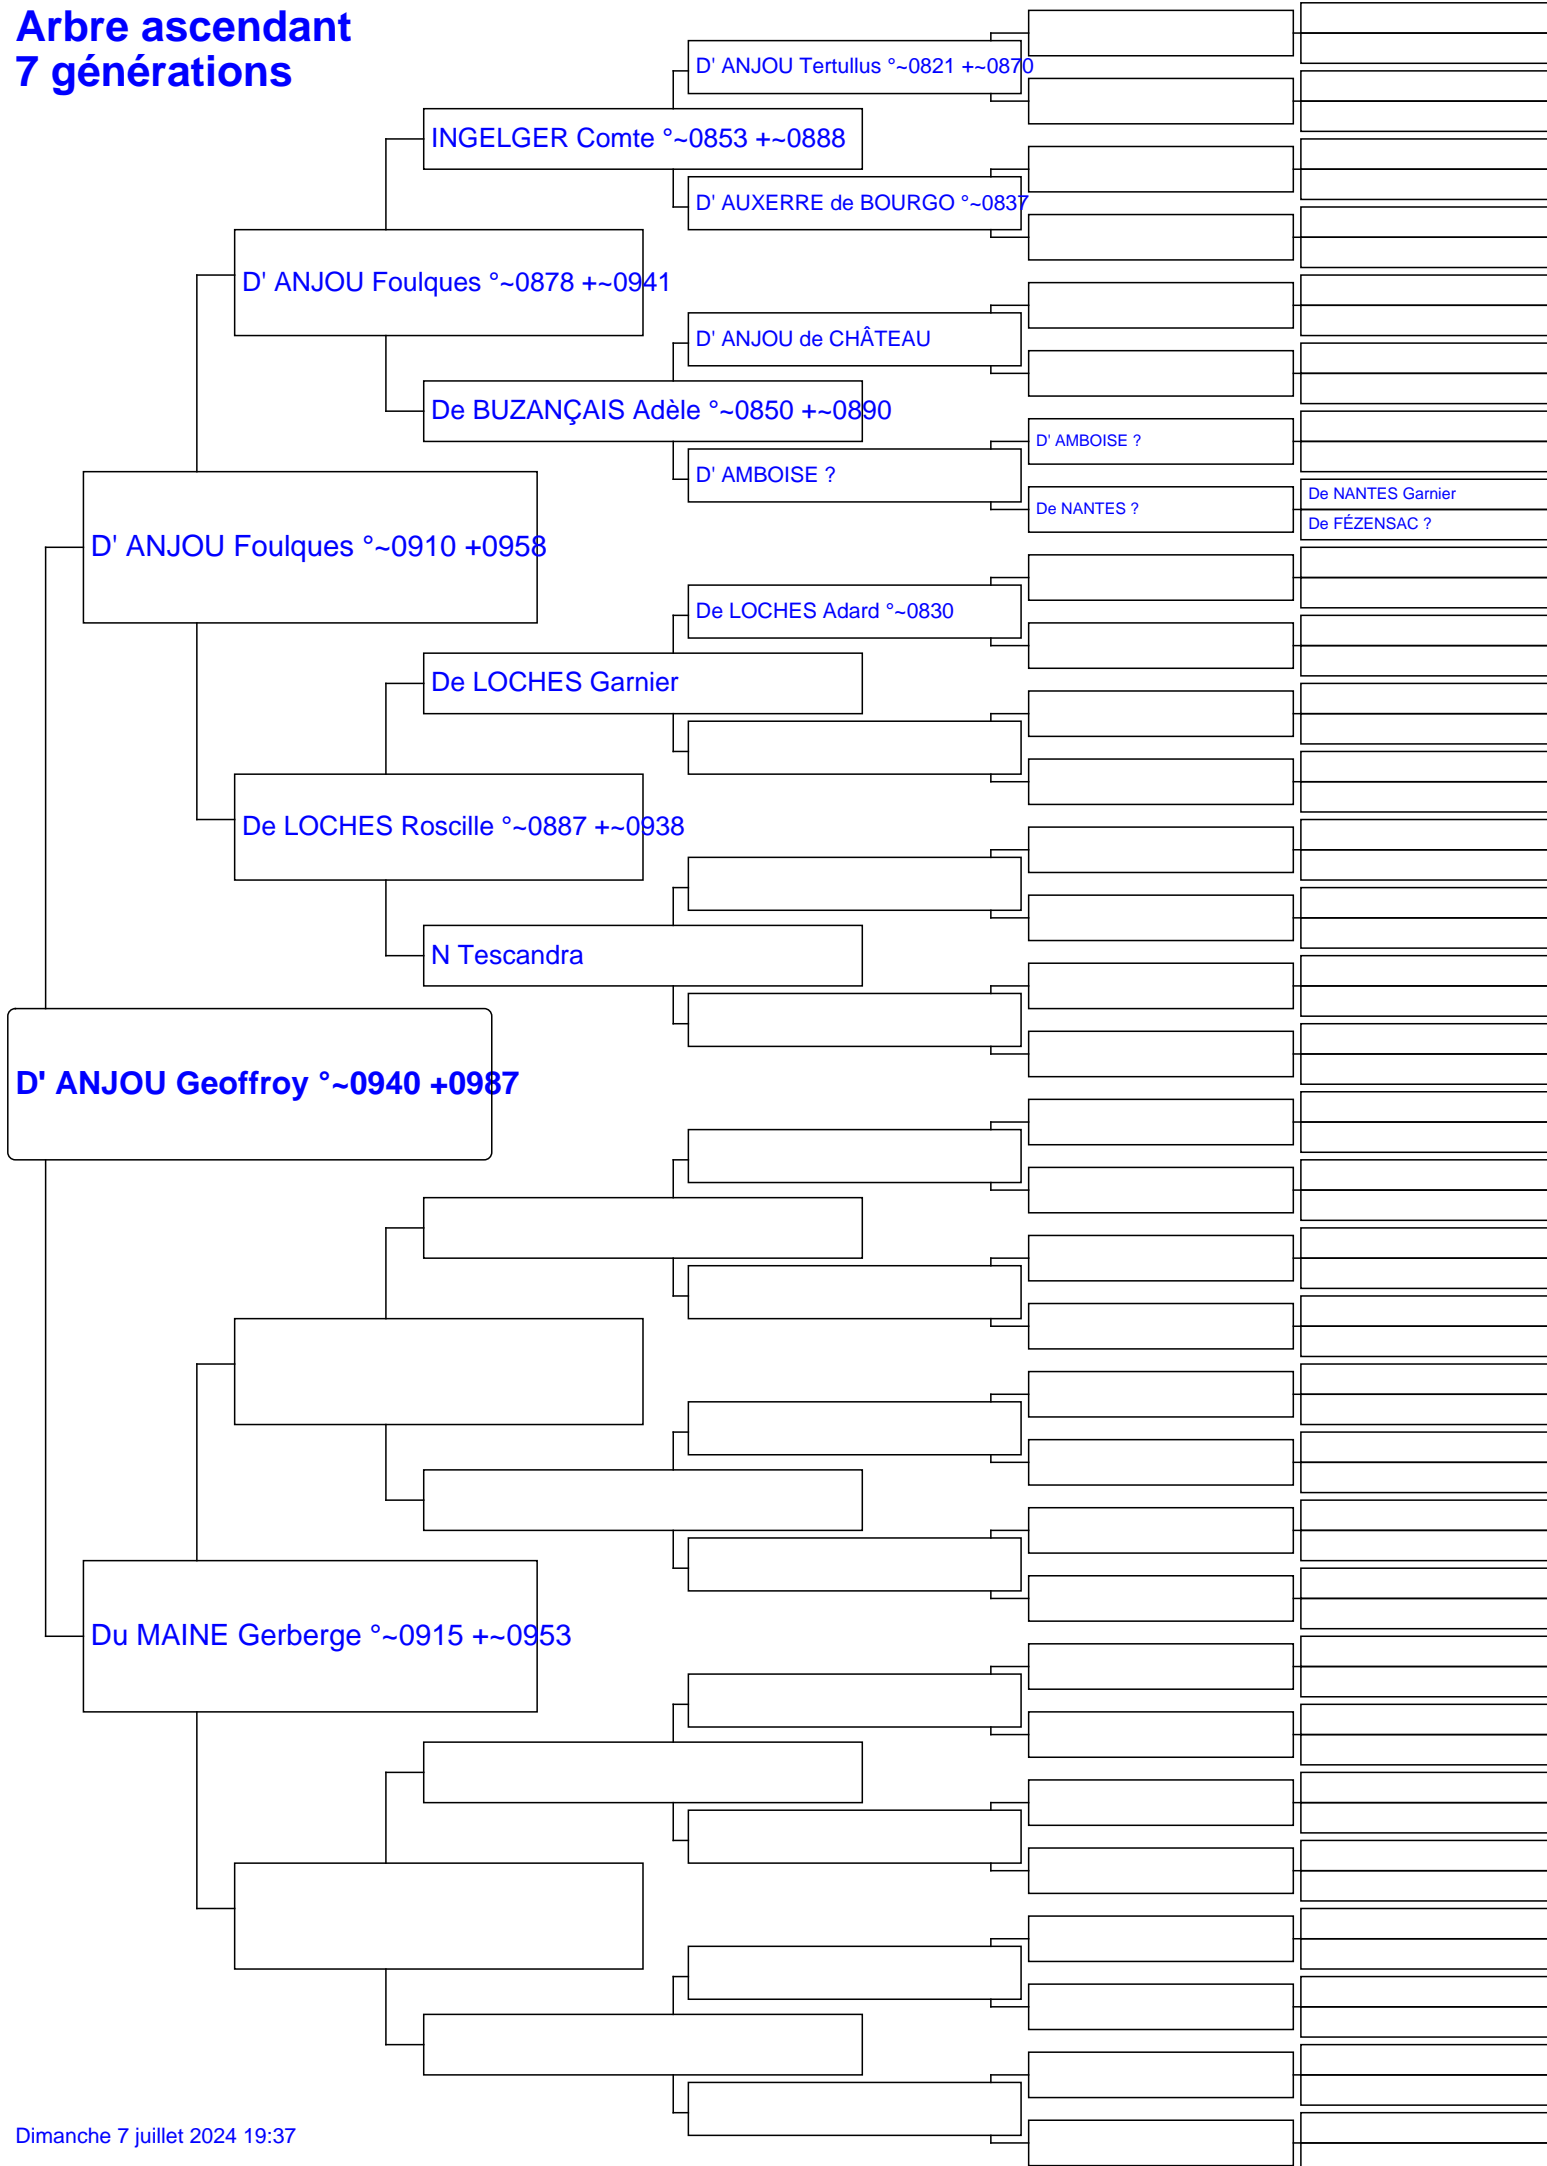 Arbre ascendant
7 générations
D' ANJOU Tertullus °~0821 +~0870
INGELGER Comte °~0853 +~0888
D' AUXERRE de BOURGO °~0837
D' ANJOU Foulques °~0878 +~0941
D' ANJOU de CHÂTEAU
De BUZANÇAIS Adèle °~0850 +~0890
D' AMBOISE ?
D' AMBOISE ?
De NANTES ?
De NANTES Garnier
De FÉZENSAC ?
D' ANJOU Foulques °~0910 +0958
De LOCHES Adard °~0830
De LOCHES Garnier
De LOCHES Roscille °~0887 +~0938
N Tescandra
D' ANJOU Geoffroy °~0940 +0987
Du MAINE Gerberge °~0915 +~0953
Dimanche 7 juillet 2024 19:37